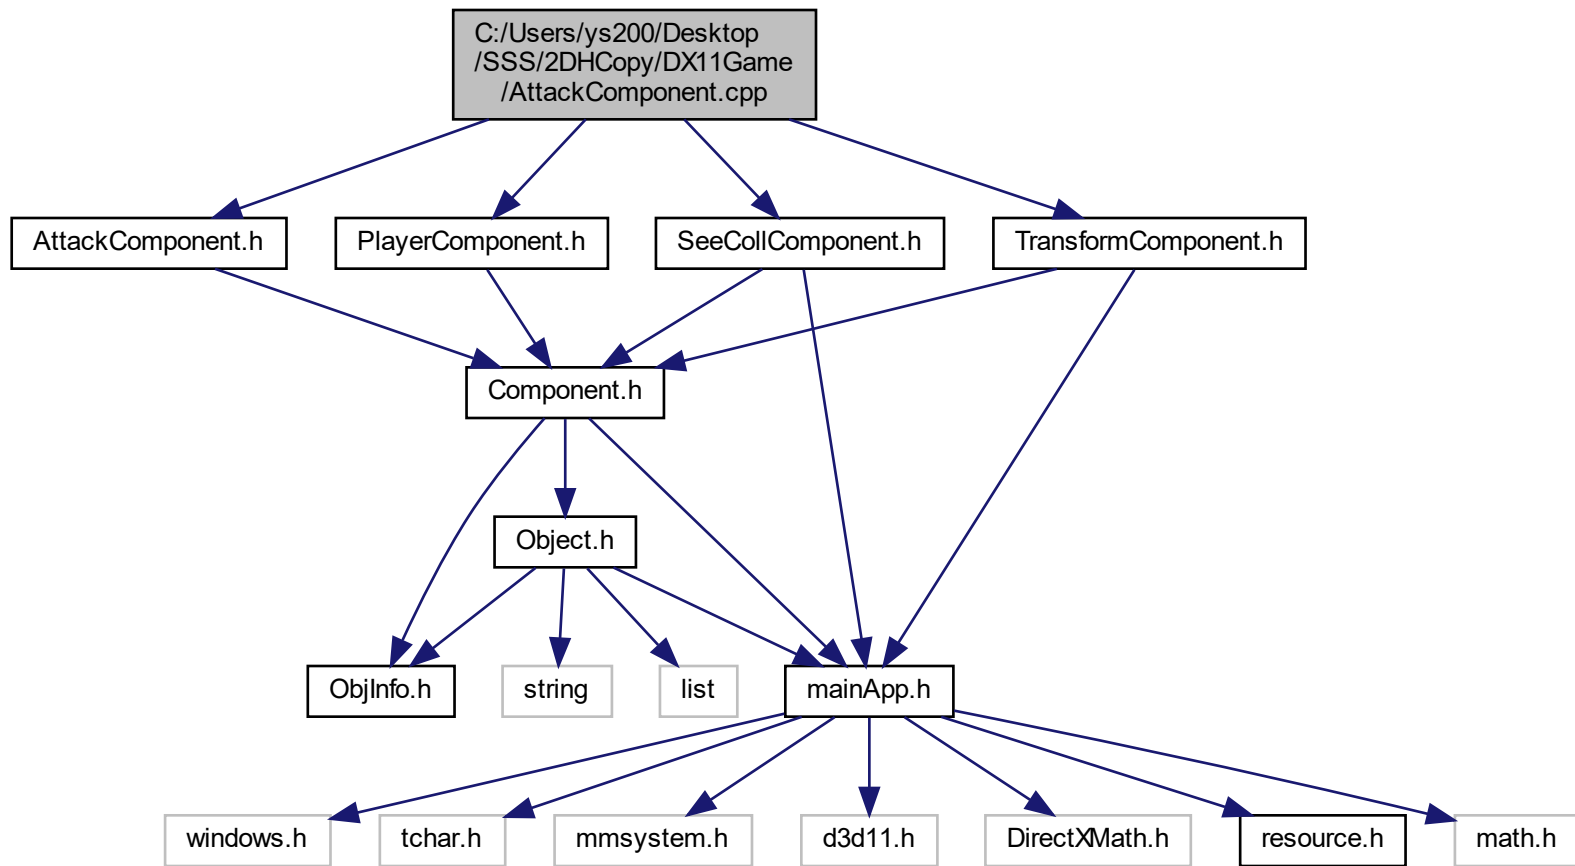 C:/Users/ys200/Desktop
/SSS/2DHCopy/DX11Game
/AttackComponent.cpp
AttackComponent.h
PlayerComponent.h
SeeCollComponent.h
TransformComponent.h
Component.h
Object.h
ObjInfo.h
string
list
mainApp.h
windows.h
tchar.h
mmsystem.h
d3d11.h
DirectXMath.h
resource.h
math.h